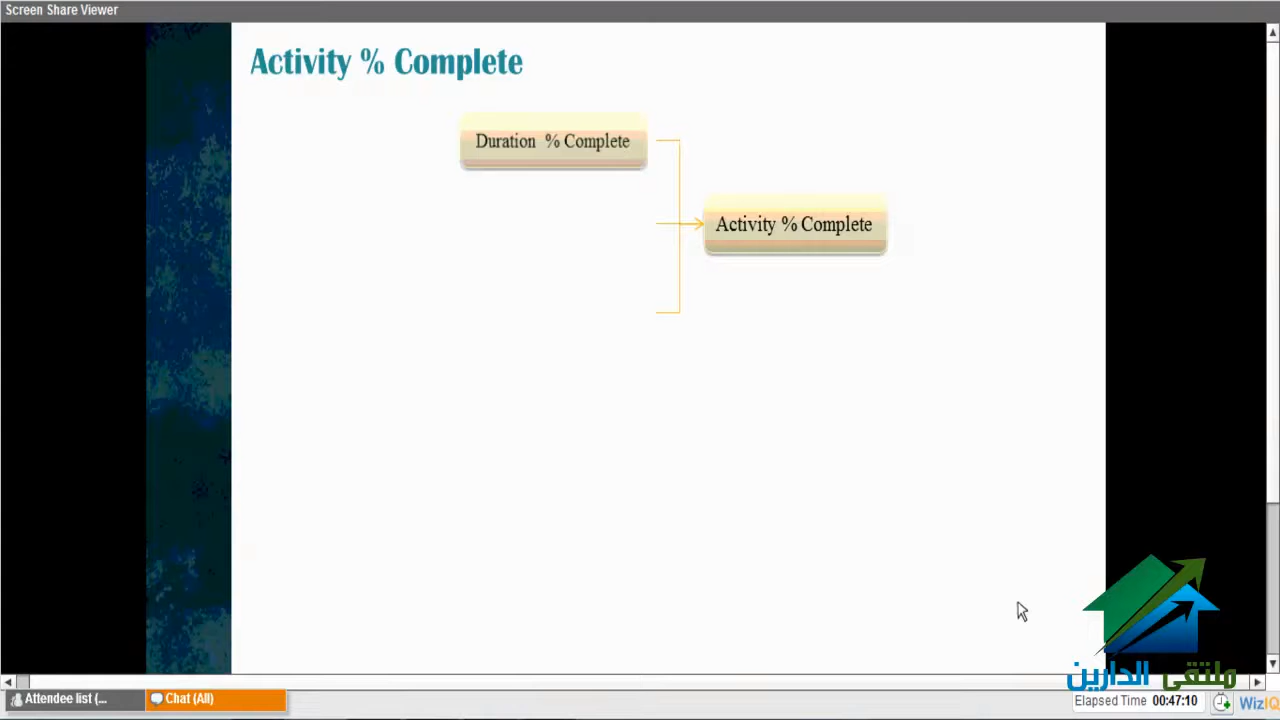 Screen Share Viewer
Activity % Complete
Duration % Complete
Activity % Complete
ملتقى الدارين
Attendee list (...
Chat (All)
Elapsed Time 00:47:10
WizIQ